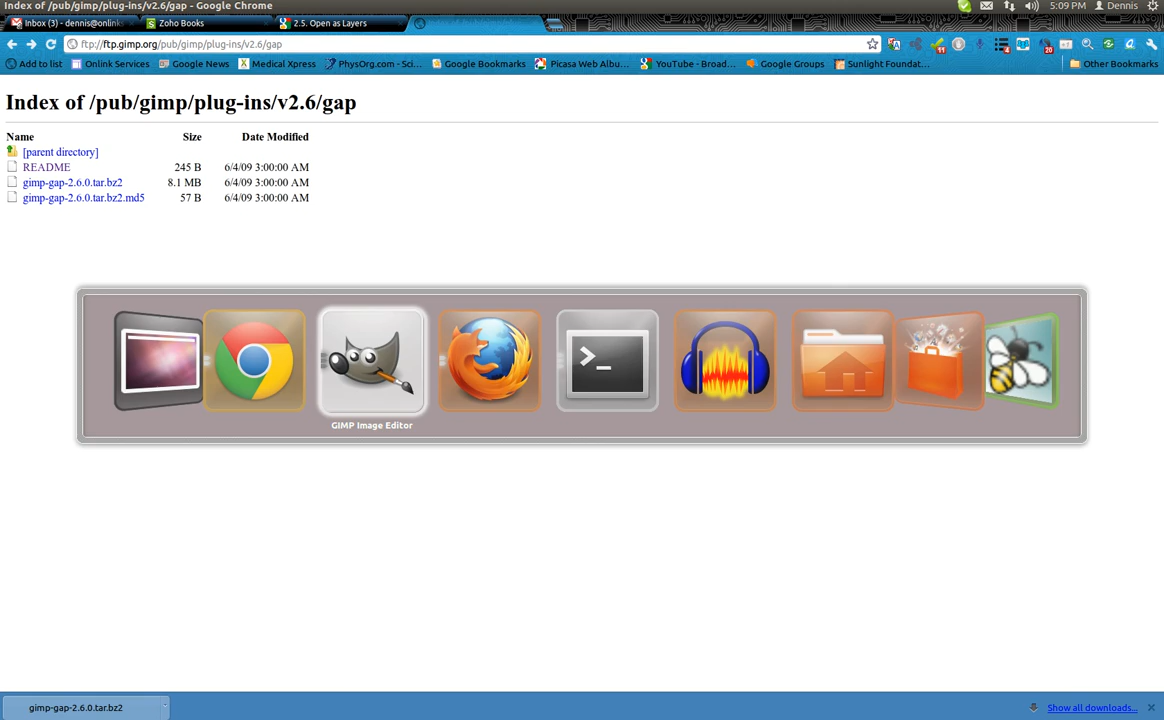 Index of /pub/gimp/plug-ins/v2.6/gap - Google Chrome 5:09 PM Dennis
Inbox (3) - dennis@onlink Zoho Books 2.5. Open as Layers
ftp://ftp.gimp.org/pub/gimp/plug-ins/v2.6/gap 11 20
Add to list Onlink Services Google News Medical Xpress PhysOrg.com - Sci... Google Bookmarks Picasa Web Albu... YouTube - Broad... Google Groups Sunlight Foundat... Other Bookmarks
Index of /pub/gimp/plug-ins/v2.6/gap
Name Size Date Modified
[parent directory]
README 245 B 6/4/09 3:00:00 AM
gimp-gap-2.6.0.tar.bz2 8.1 MB 6/4/09 3:00:00 AM
gimp-gap-2.6.0.tar.bz2.md5 57 B 6/4/09 3:00:00 AM
GIMP Image Editor
gimp-gap-2.6.0.tar.bz2 Show all downloads...